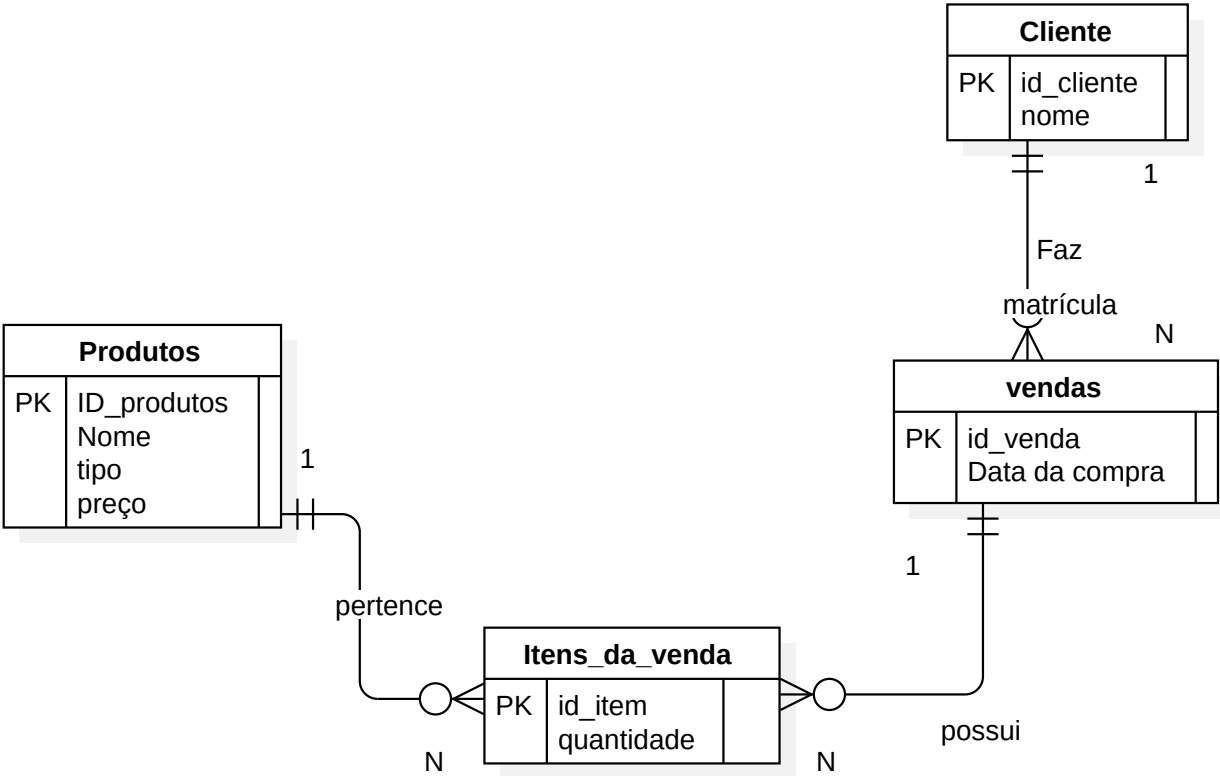 Cliente
PK id_cliente
nome
1
Faz
matrícula
N
vendas
PK id_venda
Data da compra
1
Produtos
PK ID_produtos
Nome
tipo
preço
1
pertence
Itens_da_venda
PK id_item
quantidade
N
N
possui